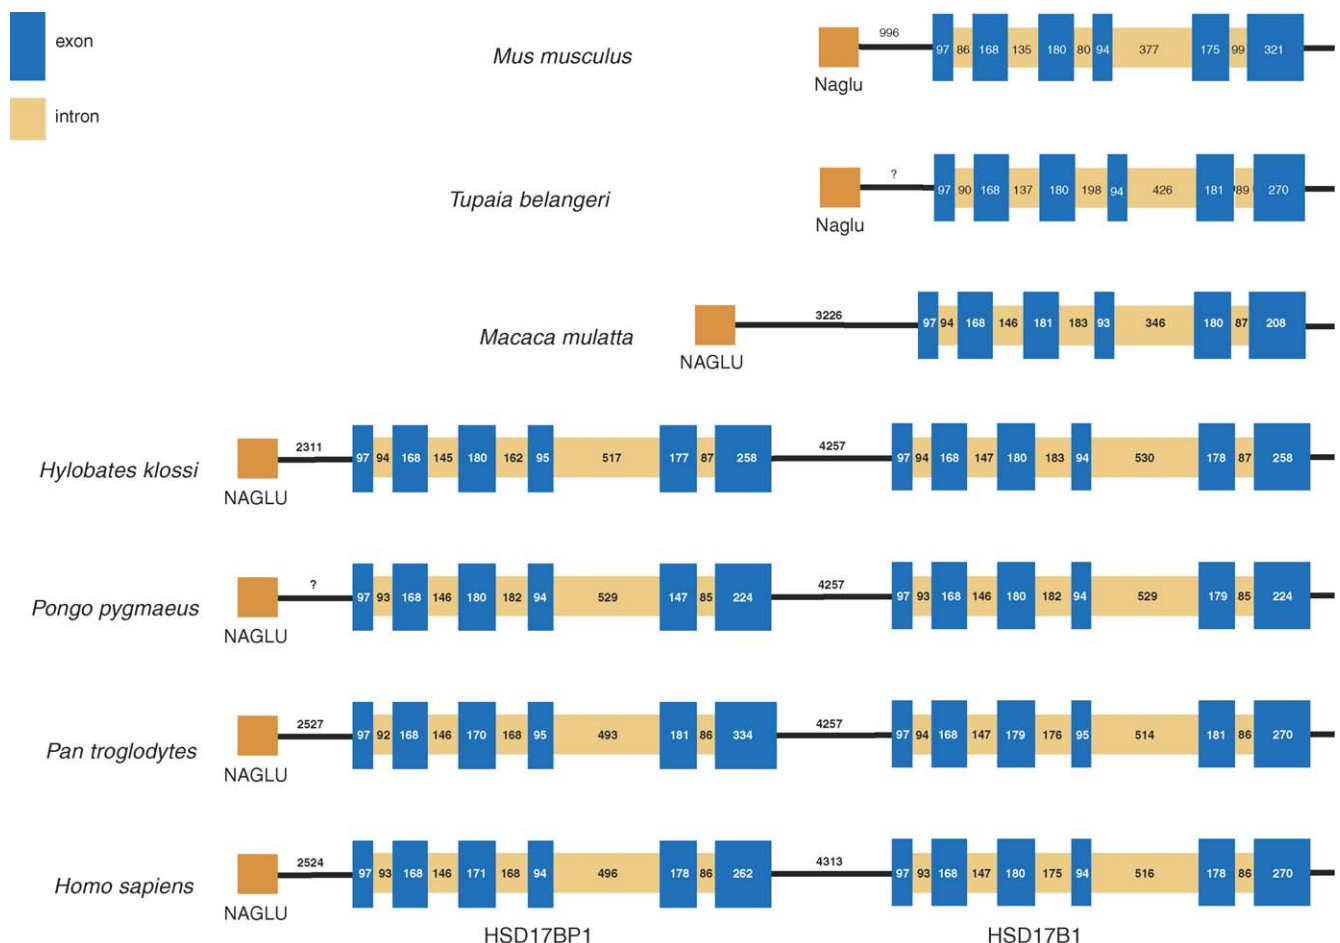 exon
intron
Mus musculus
996
97 86 168 135 180 80 94 377 175 99 321
Naglu
Tupaia belangeri
?
97 90 168 137 180 198 94 426 181 89 270
Naglu
Macaca mulatta
3226
97 94 168 146 181 183 93 346 180 87 208
NAGLU
Hylobates klossi
2311
97 94 168 145 180 162 95 517 177 87 258
4257
97 94 168 147 180 183 94 530 178 87 258
NAGLU
Pongo pygmaeus
?
97 93 168 146 180 182 94 529 147 85 224
4257
97 93 168 146 180 182 94 529 179 85 224
NAGLU
Pan troglodytes
2527
97 92 168 146 170 168 95 493 181 86 334
4257
97 94 168 147 179 176 95 514 181 86 270
NAGLU
Homo sapiens
2524
97 93 168 146 171 168 94 496 178 86 262
4313
97 93 168 147 180 175 94 516 178 86 270
NAGLU
HSD17BP1
HSD17B1